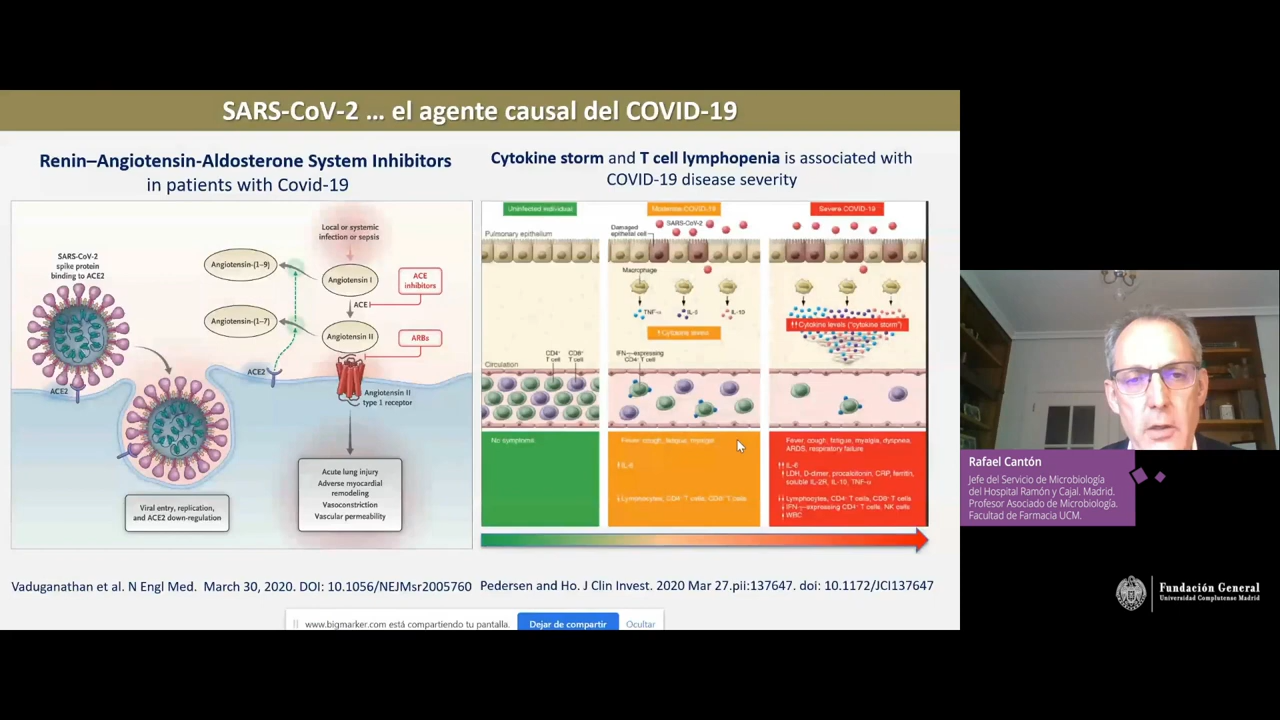 SARS-CoV-2 ... el agente causal del COVID-19
Renin–Angiotensin-Aldosterone System Inhibitors
in patients with Covid-19
SARS-CoV-2
spike protein
binding to ACE2
Local or systemic
infection or sepsis
Angiotensin-(1–9)
Angiotensin I
ACE
inhibitors
ACE
Angiotensin-(1–7)
Angiotensin II
ARBs
ACE2
ACE2
Angiotensin II
type 1 receptor
Viral entry, replication,
and ACE2 down-regulation
Acute lung injury
Adverse myocardial
remodeling
Vasoconstriction
Vascular permeability
Vaduganathan et al. N Engl Med. March 30, 2020. DOI: 10.1056/NEJMsr2005760
Cytokine storm and T cell lymphopenia is associated with
COVID-19 disease severity
Uninfected individual
Moderate COVID-19
Severe COVID-19
SARS-CoV-2
Damaged
epithelial cell
Pulmonary epithelium
Macrophage
TNF-α
IL-6
IL-10
↑ Cytokine levels
↑↑ Cytokine levels ("cytokine storm")
IFN-γ–expressing
CD4⁺ T cell
CD4⁺
T cell
CD8⁺
T cell
Circulation
No symptoms
Fever, cough, fatigue, myalgia
↑ IL-6
↓ Lymphocytes, CD4⁺ T cells, CD8⁺ T cells
Fever, cough, fatigue, myalgia, dyspnea,
ARDS, respiratory failure
↑↑ IL-6
↑ LDH, D-dimer, procalcitonin, CRP, ferritin,
soluble IL-2R, IL-10, TNF-α
↓↓ Lymphocytes, CD4⁺ T cells, CD8⁺ T cells
↓ IFN-γ–expressing CD4⁺ T cells, NK cells
↑ WBC
Pedersen and Ho. J Clin Invest. 2020 Mar 27.pii:137647. doi: 10.1172/JCI137647
www.bigmarker.com está compartiendo tu pantalla.
Dejar de compartir
Ocultar
Rafael Cantón
Jefe del Servicio de Microbiología
del Hospital Ramón y Cajal. Madrid.
Profesor Asociado de Microbiología.
Facultad de Farmacia UCM.
Fundación General
Universidad Complutense Madrid